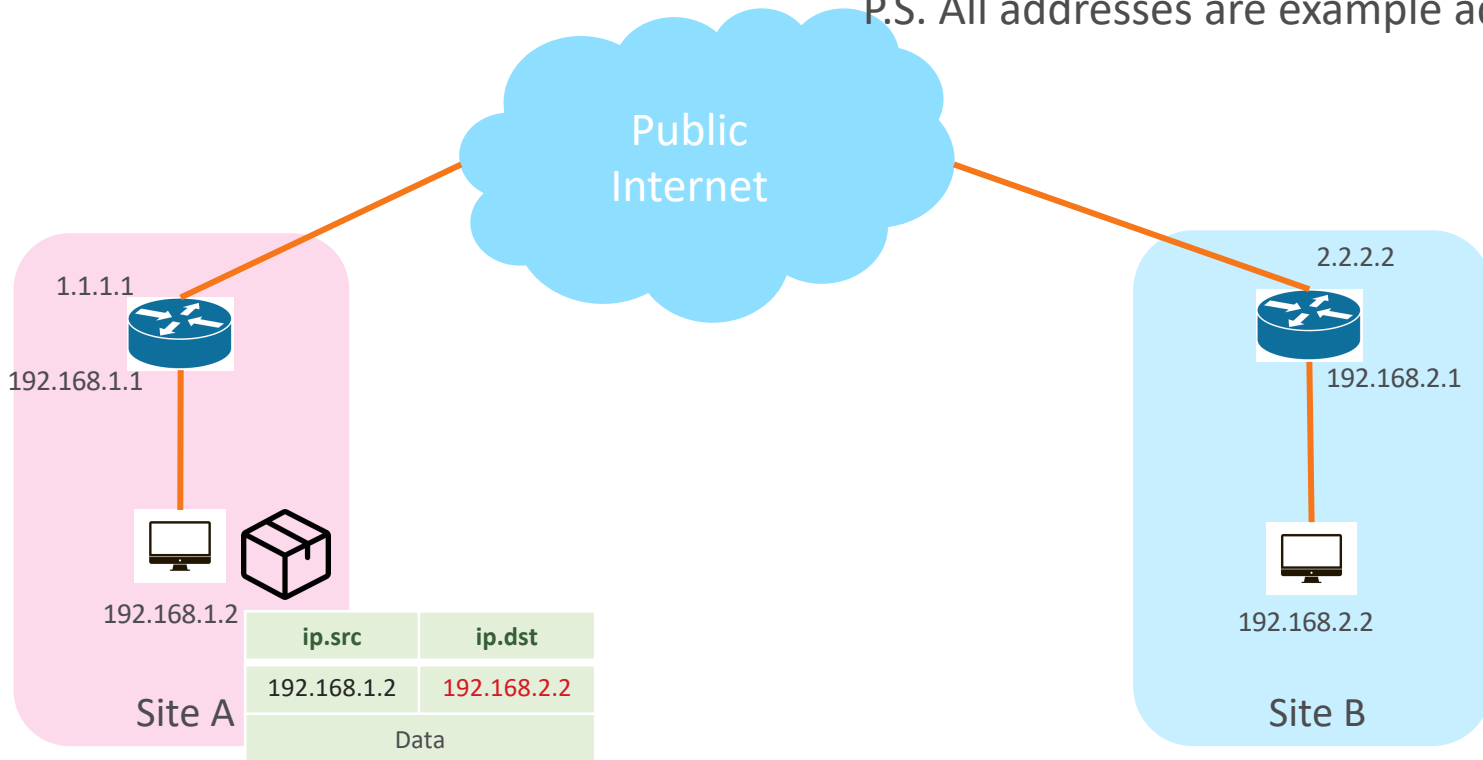 P.S. All addresses are example
Public
Internet
1.1.1.1
2.2.2.2
192.168.1.1
192.168.2.1
192.168.1.2
192.168.2.2
ip.src ip.dst
192.168.1.2 192.168.2.2
Data
Site A
Site B